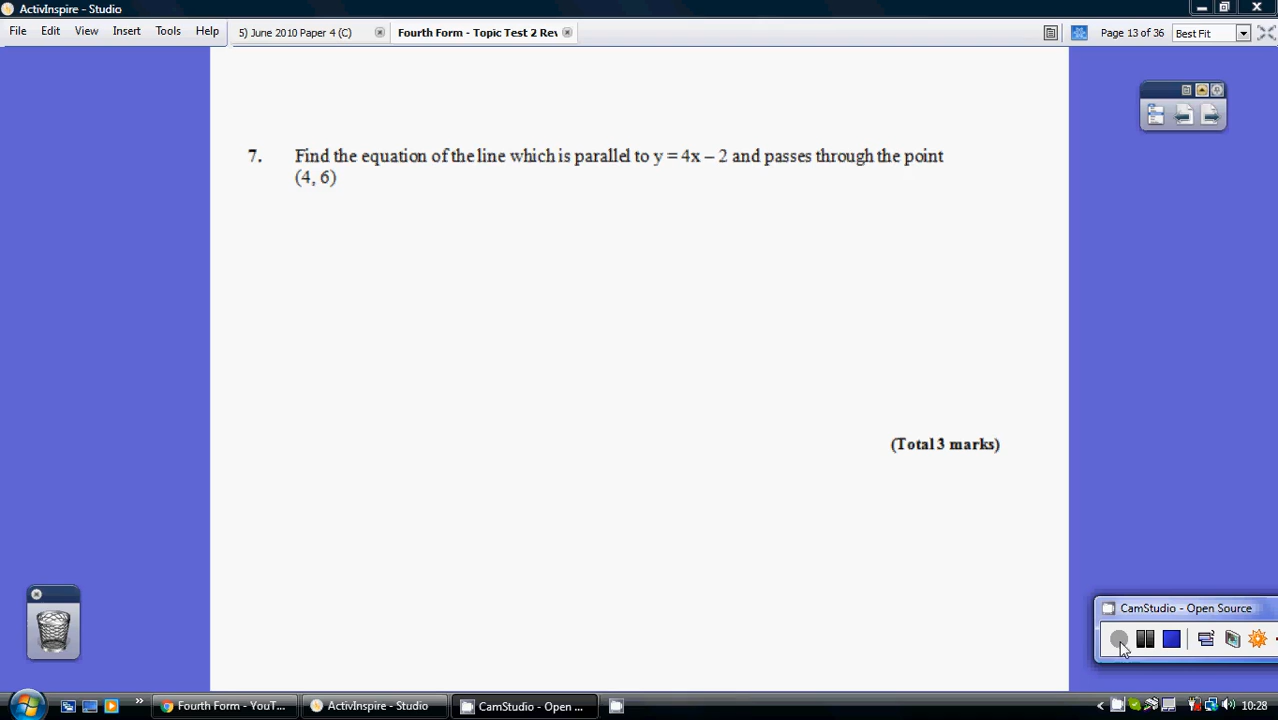 ActivInspire - Studio
File Edit View Insert Tools Help
5) June 2010 Paper 4 (C)
Fourth Form - Topic Test 2 Rev
Page 13 of 36
Best Fit
7. Find the equation of the line which is parallel to y = 4x – 2 and passes through the point
(4, 6)
(Total 3 marks)
CamStudio - Open Source
Fourth Form - YouT...
ActivInspire - Studio
CamStudio - Open ...
10:28